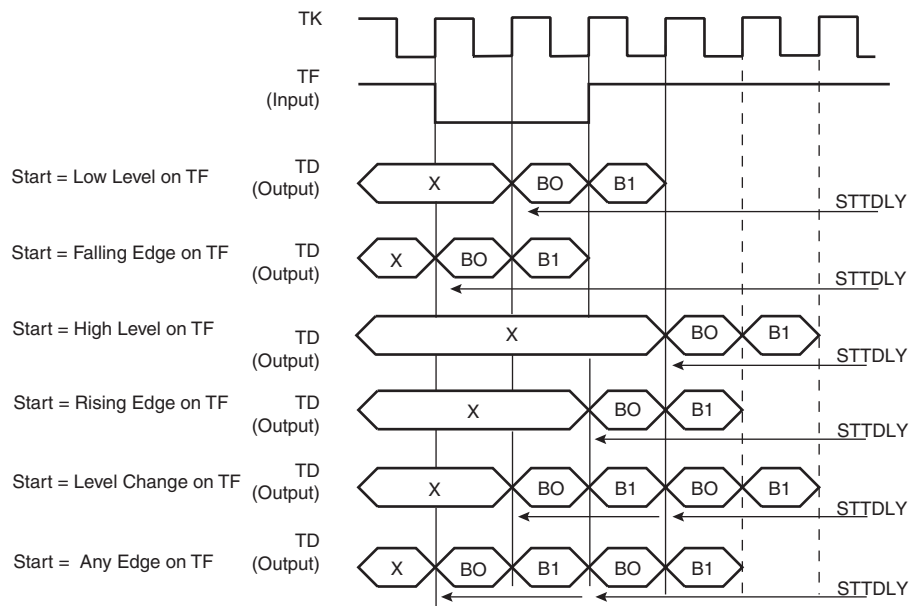 TK
TF
(Input)
Start = Low Level on TF
TD
(Output)
X
BO
B1
STTDLY
Start = Falling Edge on TF
TD
(Output)
X
BO
B1
STTDLY
Start = High Level on TF
TD
(Output)
X
BO
B1
STTDLY
Start = Rising Edge on TF
TD
(Output)
X
BO
B1
STTDLY
Start = Level Change on TF
TD
(Output)
X
BO
B1
BO
B1
STTDLY
Start = Any Edge on TF
TD
(Output)
X
BO
B1
BO
B1
STTDLY